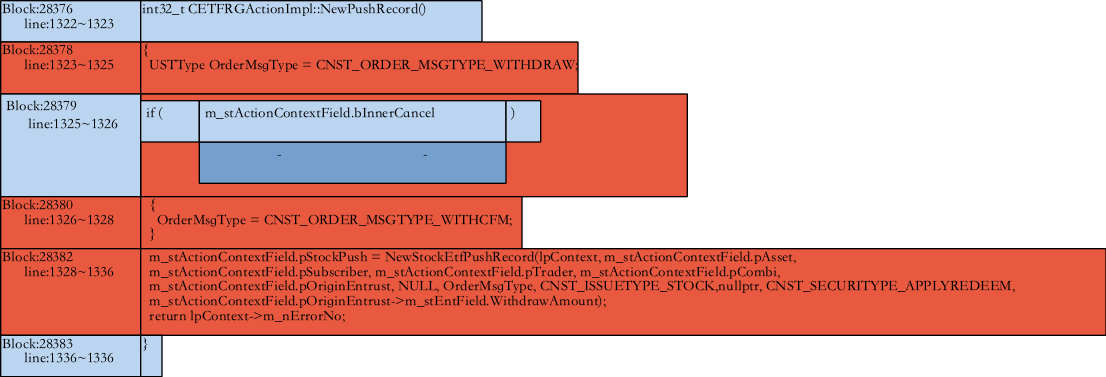 Block:28376 int32_t CETFRGActionImpl::NewPushRecord()
line:1322~1323
Block:28378 {
line:1323~1325 USTType OrderMsgType = CNST_ORDER_MSGTYPE_WITHDRAW;
Block:28379 if ( m_stActionContextField.bInnerCancel )
line:1325~1326
- -
Block:28380 {
line:1326~1328 OrderMsgType = CNST_ORDER_MSGTYPE_WITHCFM;
}
Block:28382 m_stActionContextField.pStockPush = NewStockEtfPushRecord(lpContext, m_stActionContextField.pAsset,
line:1328~1336 m_stActionContextField.pSubscriber, m_stActionContextField.pTrader, m_stActionContextField.pCombi,
m_stActionContextField.pOriginEntrust, NULL, OrderMsgType, CNST_ISSUETYPE_STOCK,nullptr, CNST_SECURITYPE_APPLYREDEEM,
m_stActionContextField.pOriginEntrust->m_stEntField.WithdrawAmount);
return lpContext->m_nErrorNo;
Block:28383 }
line:1336~1336